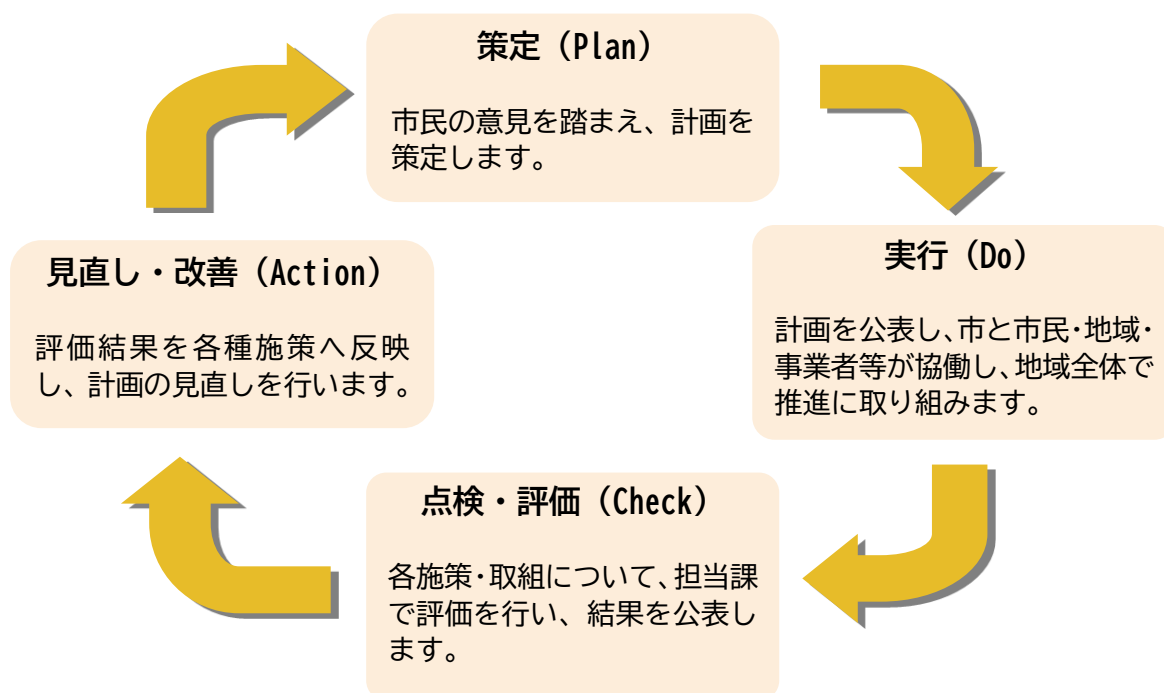 策定（Plan）
市民の意見を踏まえ、計画を
策定します。
実行（Do）
計画を公表し、市と市民・地域・
事業者等が協働し、地域全体で
推進に取り組みます。
点検・評価（Check）
各施策・取組について、担当課
で評価を行い、結果を公表し
ます。
見直し・改善（Action）
評価結果を各種施策へ反映
し、計画の見直しを行います。